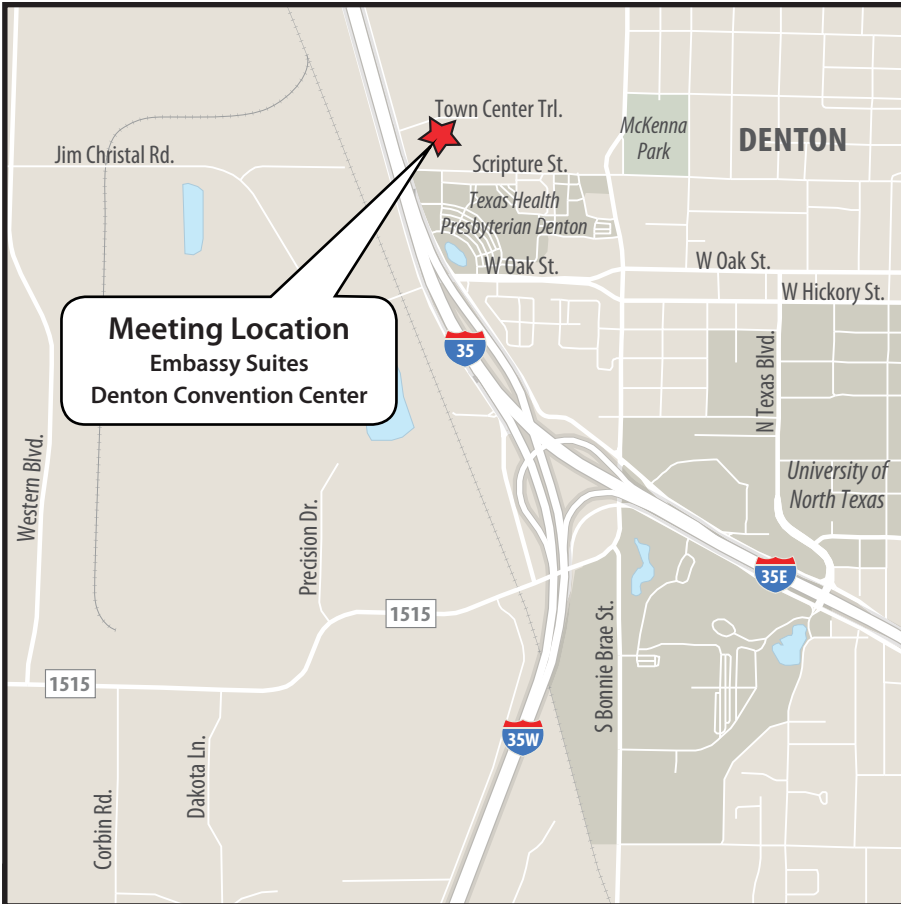 Town Center Trl.
McKenna
Park
DENTON
Jim Christal Rd.
Scripture St.
Texas Health
Presbyterian Denton
W Oak St.
W Oak St.
W Hickory St.
Meeting Location
Embassy Suites
Denton Convention Center
35
N Texas Blvd.
Western Blvd.
University of
North Texas
Precision Dr.
35E
1515
1515
S Bonnie Brae St.
35W
Dakota Ln.
Corbin Rd.